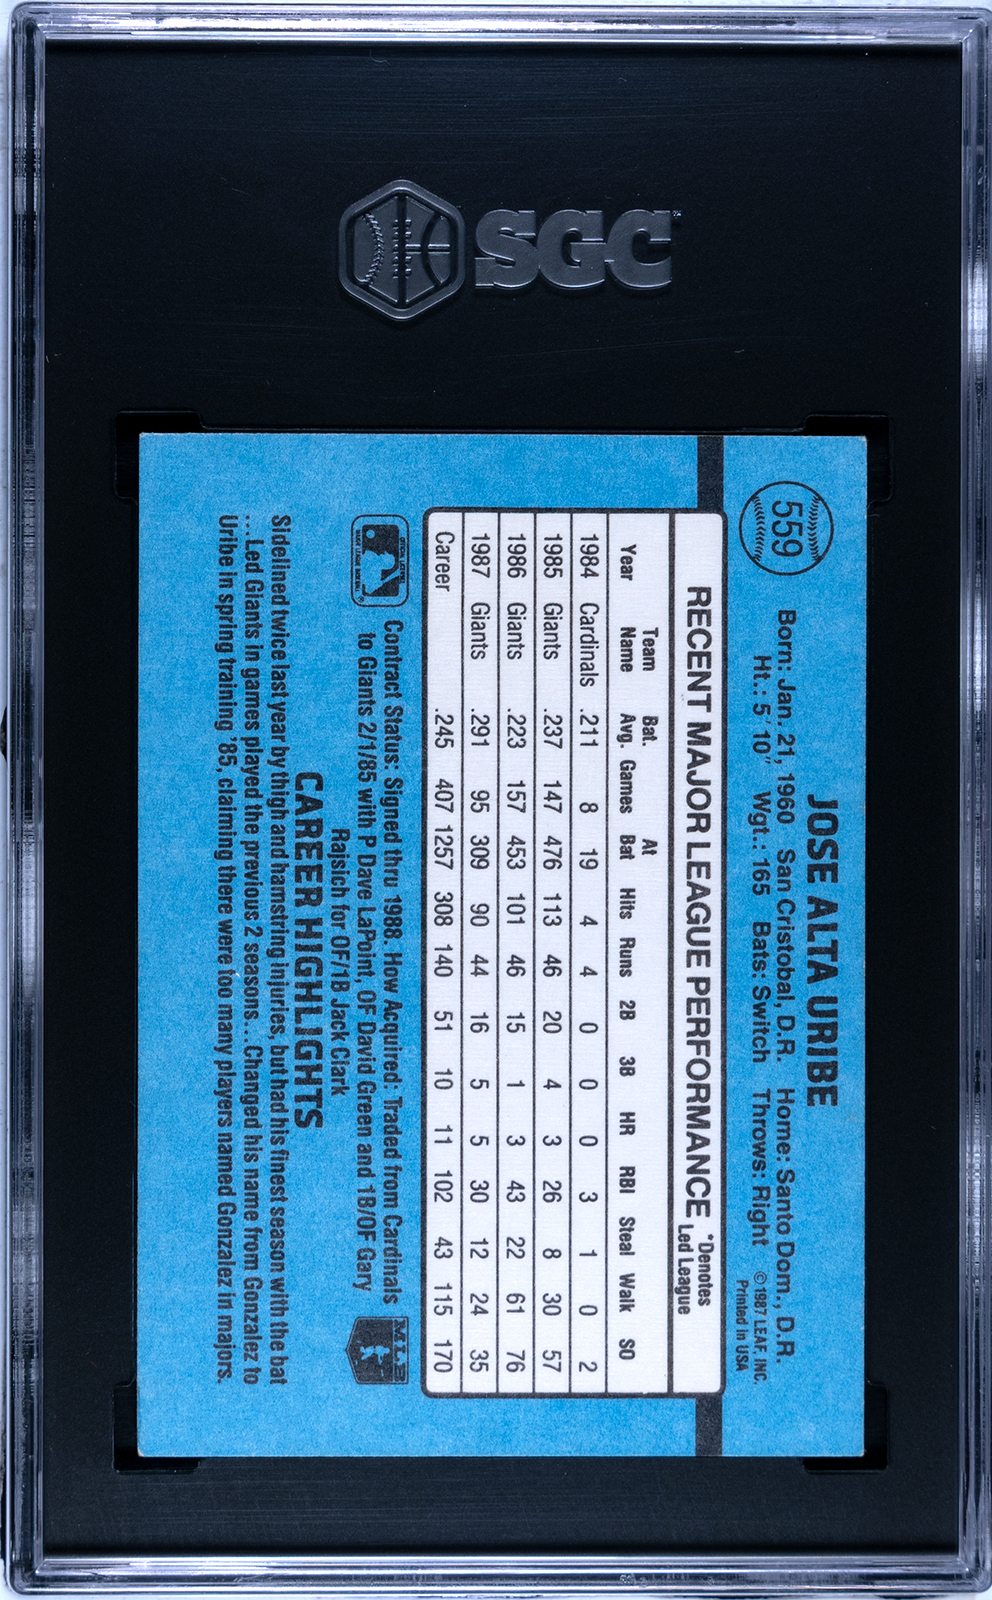 SGC
559
JOSE ALTA URIBE
Born: Jan. 21, 1960 San Cristobal, D.R. Home: Santo Dom., D.R.
Ht.: 5' 10" Wgt.: 165 Bats: Switch Throws: Right
©1987 LEAF, INC.
Printed in USA
RECENT MAJOR LEAGUE PERFORMANCE *Denotes Led League
Year Team Name Bat. Avg. Games At Bat Hits Runs 2B 3B HR RBI Steal Walk SO
1984 Cardinals .211 8 19 4 4 0 0 0 3 1 0 2
1985 Giants .237 147 476 113 46 20 4 3 26 8 30 57
1986 Giants .223 157 453 101 46 15 1 3 43 22 61 76
1987 Giants .291 95 309 90 44 16 5 5 30 12 24 35
Career .245 407 1257 308 140 51 10 11 102 43 115 170
Contract Status: Signed thru 1988. How Acquired: Traded from Cardinals
to Giants 2/1/85 with P Dave LaPoint, OF David Green and 1B/OF Gary
Rajsich for OF/1B Jack Clark
MLB
CAREER HIGHLIGHTS
Sidelined twice last year by thigh and hamstring injuries, but had his finest season with the bat
...Led Giants in games played the previous 2 seasons...Changed his name from Gonzalez to
Uribe in spring training '85, claiming there were too many players named Gonzalez in majors.